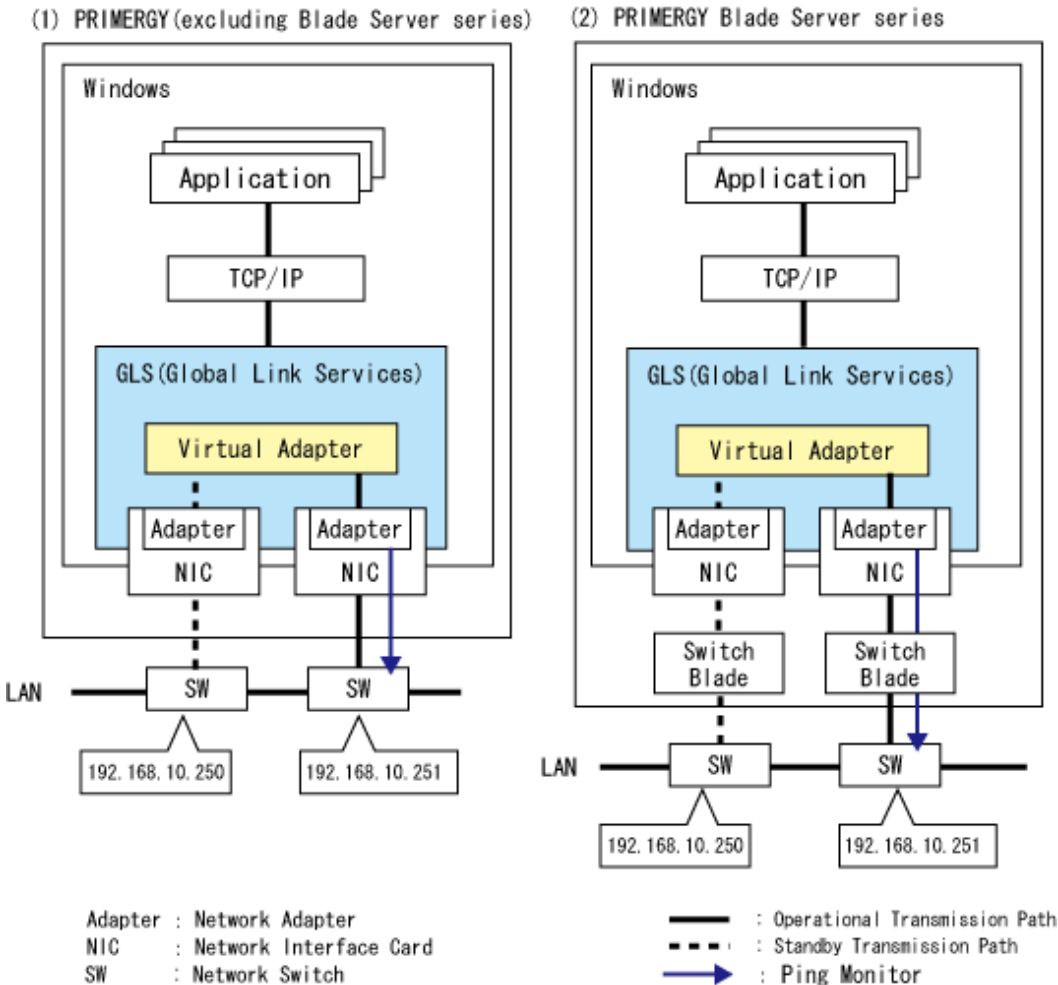 (1) PRIMERGY(excluding Blade Server series)
Windows
Application
TCP/IP
GLS(Global Link Services)
Virtual Adapter
Adapter
Adapter
NIC
NIC
LAN
SW
SW
192.168.10.250
192.168.10.251
(2) PRIMERGY Blade Server series
Windows
Application
TCP/IP
GLS(Global Link Services)
Virtual Adapter
Adapter
Adapter
NIC
NIC
Switch
Blade
Switch
Blade
LAN
SW
SW
192.168.10.250
192.168.10.251
Adapter : Network Adapter
NIC : Network Interface Card
SW : Network Switch
: Operational Transmission Path
: Standby Transmission Path
: Ping Monitor